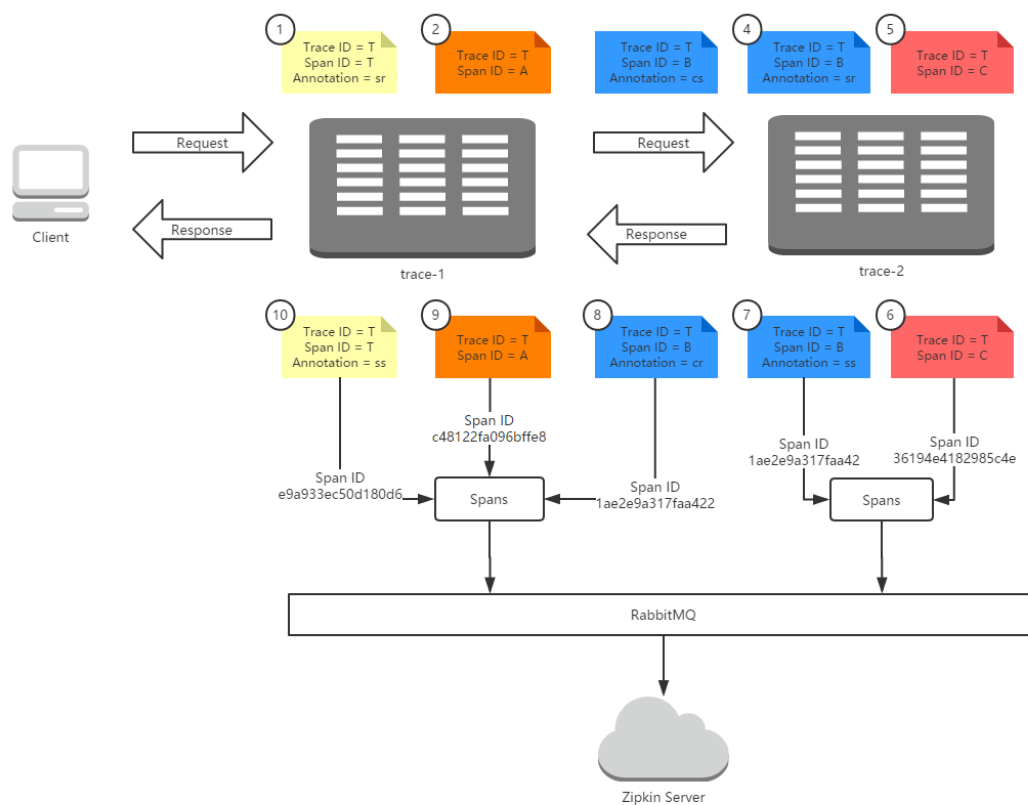 1
2
4
5
Trace ID = T
Span ID = T
Annotation = sr
Trace ID = T
Span ID = A
Trace ID = T
Span ID = B
Annotation = cs
Trace ID = T
Span ID = B
Annotation = sr
Trace ID = T
Span ID = C
Request
Request
Response
Response
Client
trace-1
trace-2
10
9
8
7
6
Trace ID = T
Span ID = T
Annotation = ss
Trace ID = T
Span ID = A
Trace ID = T
Span ID = B
Annotation = cr
Trace ID = T
Span ID = B
Annotation = ss
Trace ID = T
Span ID = C
Span ID
c48122fa096bffe8
Span ID
1ae2e9a317faa42
Span ID
36194e4182985c4e
Span ID
e9a933ec50d180d6
Span ID
1ae2e9a317faa422
Spans
Spans
RabbitMQ
Zipkin Server